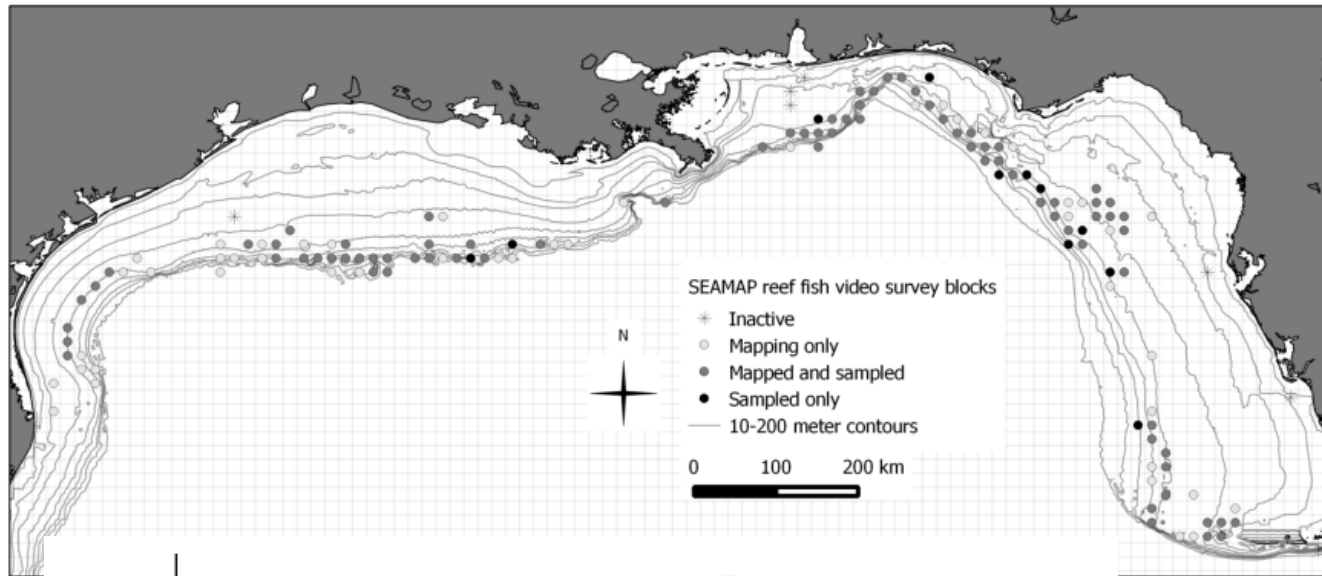 SEAMAP reef fish video survey blocks
Inactive
N
Mapping only
Mapped and sampled
Sampled only
10-200 meter contours
0 100 200 km